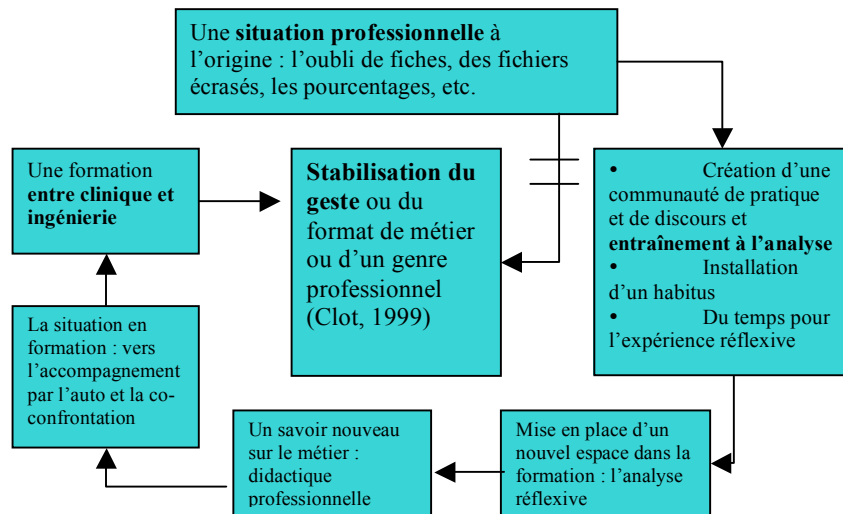 Une situation professionnelle à
l'origine : l'oubli de fiches, des fichiers
écrasés, les pourcentages, etc.
Une formation
entre clinique et
ingénierie
Stabilisation du
geste ou du
format de métier
ou d'un genre
professionnel
(Clot, 1999)
• Création d'une
communauté de pratique
et de discours et
entraînement à l'analyse
• Installation
d'un habitus
• Du temps pour
l'expérience réflexive
La situation en
formation : vers
l'accompagnement
par l'auto et la co-
confrontation
Un savoir nouveau
sur le métier :
didactique
professionnelle
Mise en place d'un
nouvel espace dans la
formation : l'analyse
réflexive